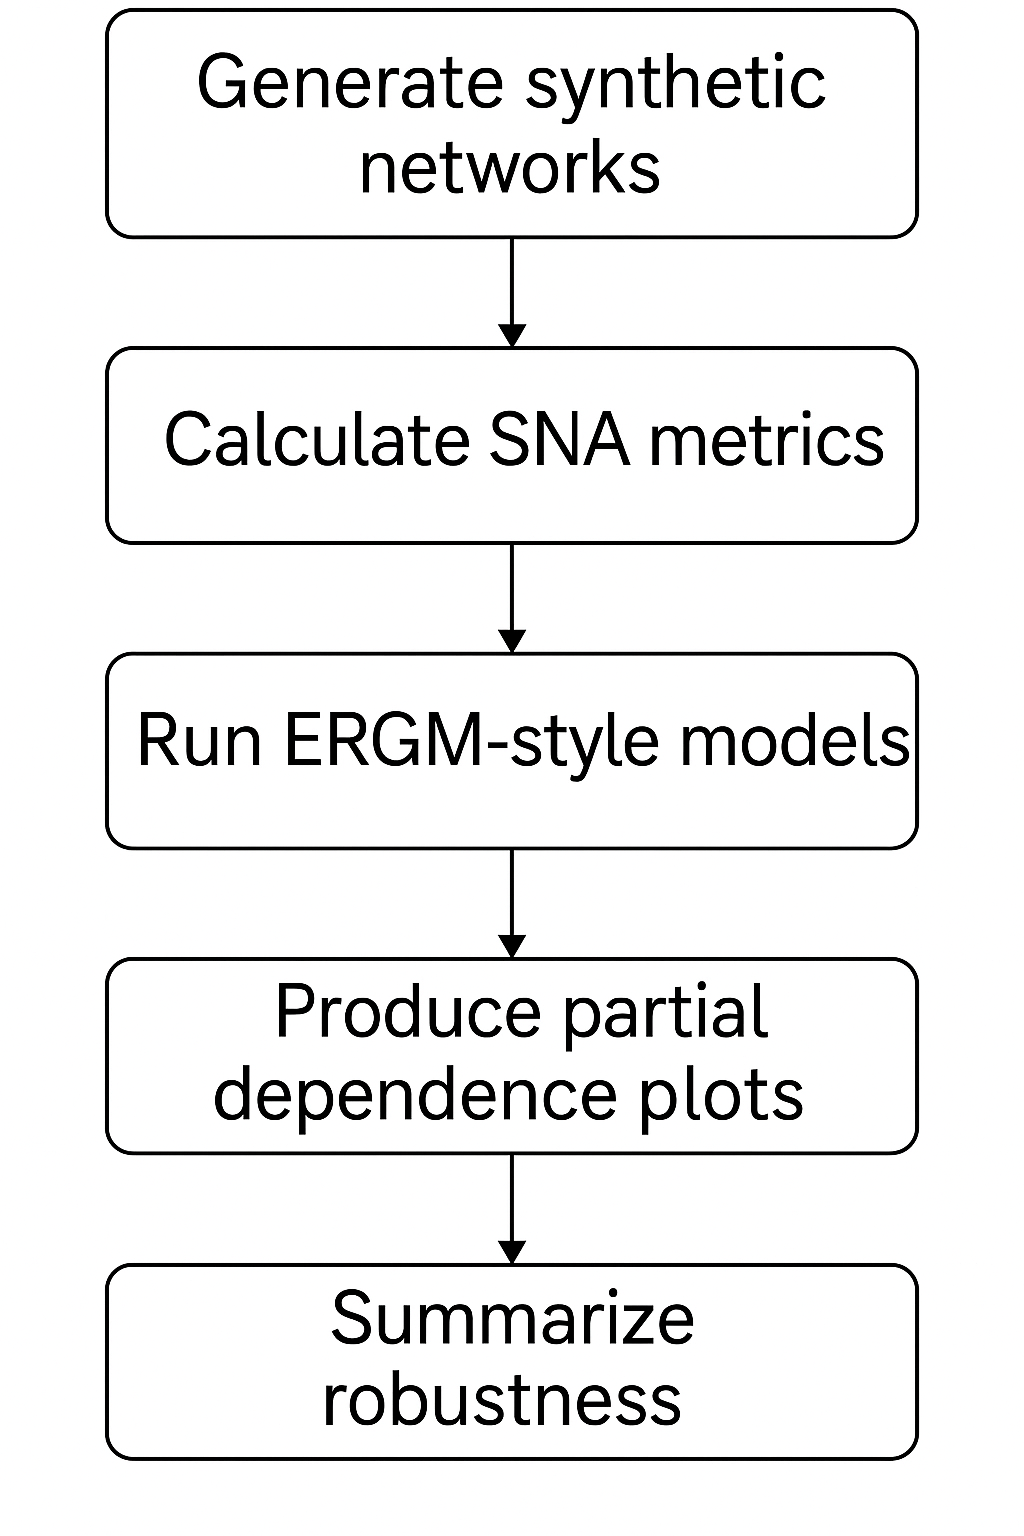 Generate synthetic
networks
Calculate SNA metrics
Run ERGM-style models
Produce partial
dependence plots
Summarize
robustness